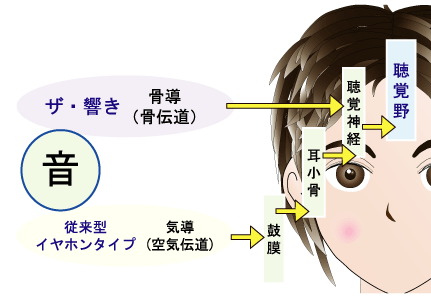 ザ・響き
骨導
（骨伝道）
音
従来型
イヤホンタイプ
気導
（空気伝道）
鼓膜
耳小骨
聴覚神経
聴覚野